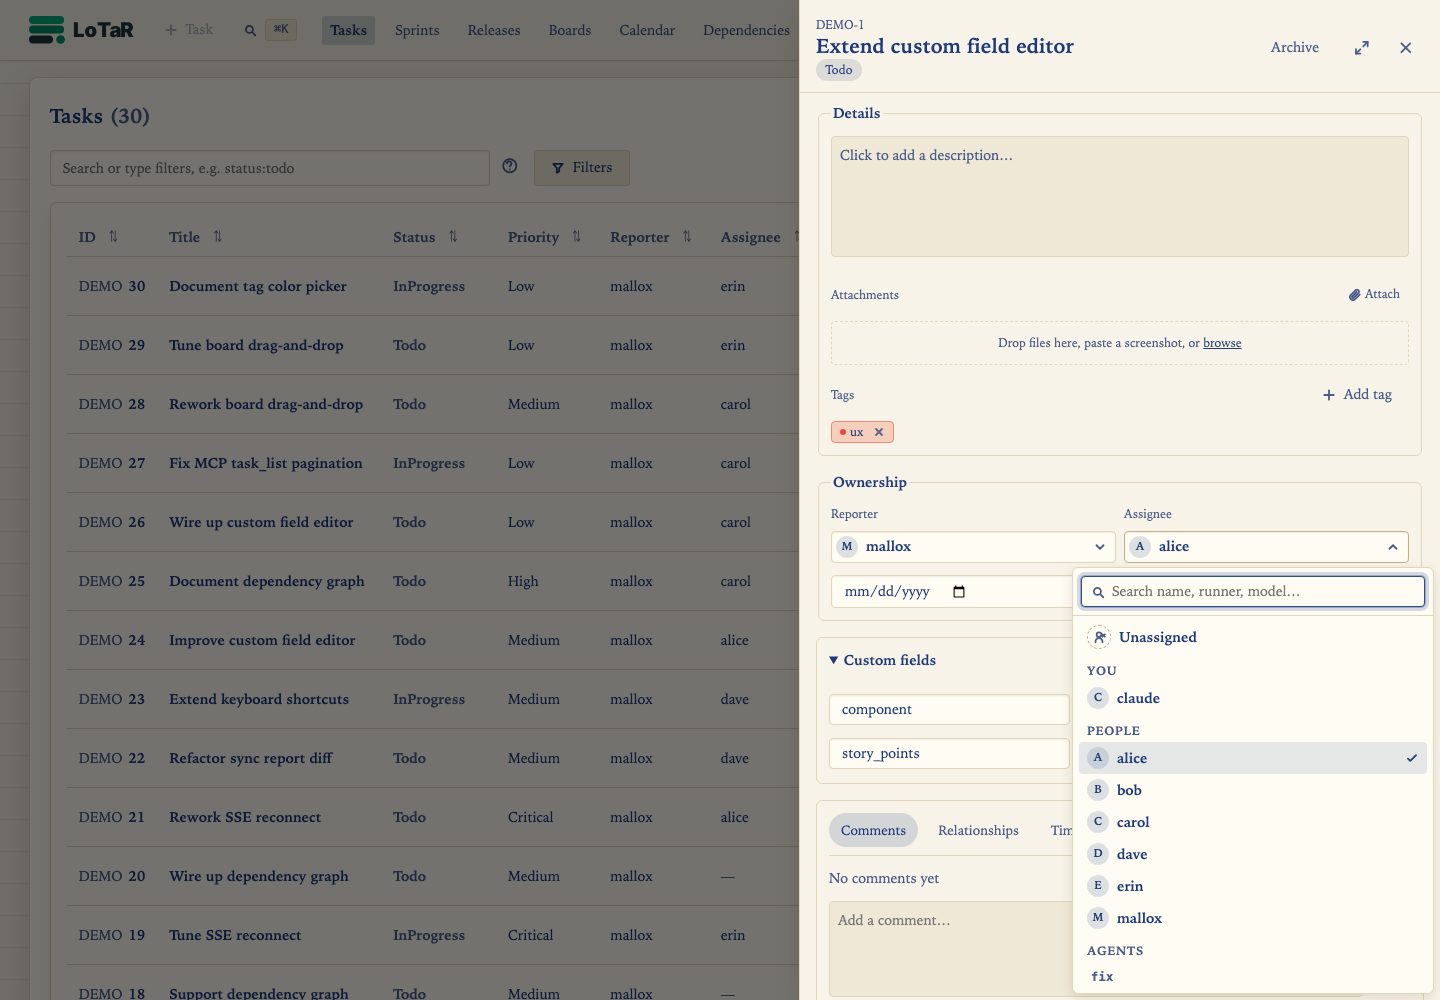 LoTaR
Task
⌘K
Tasks
Sprints
Releases
Boards
Calendar
Dependencies
Tasks (30)
Search or type filters, e.g. status:todo
Filters
ID Title Status Priority Reporter Assignee
DEMO 30 Document tag color picker InProgress Low mallox erin
DEMO 29 Tune board drag-and-drop Todo Low mallox erin
DEMO 28 Rework board drag-and-drop Todo Medium mallox carol
DEMO 27 Fix MCP task_list pagination InProgress Low mallox carol
DEMO 26 Wire up custom field editor Todo Low mallox carol
DEMO 25 Document dependency graph Todo High mallox carol
DEMO 24 Improve custom field editor Todo Medium mallox alice
DEMO 23 Extend keyboard shortcuts InProgress Medium mallox dave
DEMO 22 Refactor sync report diff Todo Medium mallox dave
DEMO 21 Rework SSE reconnect Todo Critical mallox alice
DEMO 20 Wire up dependency graph Todo Medium mallox —
DEMO 19 Tune SSE reconnect InProgress Critical mallox erin
DEMO 18 Support dependency graph Todo Medium mallox —
DEMO-1
Extend custom field editor
Todo
Archive
Details
Click to add a description...
Attachments
Attach
Drop files here, paste a screenshot, or browse
Tags
Add tag
ux
Ownership
Reporter
Assignee
M mallox
A alice
mm/dd/yyyy
Custom fields
component
story_points
Comments
Relationships
Tim
No comments yet
Add a comment...
Search name, runner, model...
Unassigned
YOU
C claude
PEOPLE
A alice
B bob
C carol
D dave
E erin
M mallox
AGENTS
fix